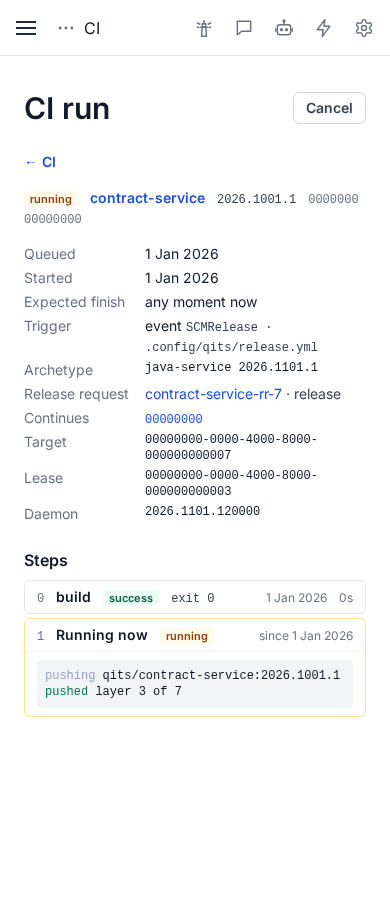 ··· CI
CI run
Cancel
← CI
running contract-service 2026.1001.1 0000000
00000000
Queued 1 Jan 2026
Started 1 Jan 2026
Expected finish any moment now
Trigger event SCMRelease ·
.config/qits/release.yml
Archetype java-service 2026.1101.1
Release request contract-service-rr-7 · release
Continues 00000000
Target 00000000-0000-4000-8000-
000000000007
Lease 00000000-0000-4000-8000-
000000000003
Daemon 2026.1101.120000
Steps
0 build success exit 0 1 Jan 2026 0s
1 Running now running since 1 Jan 2026
pushing qits/contract-service:2026.1001.1
pushed layer 3 of 7